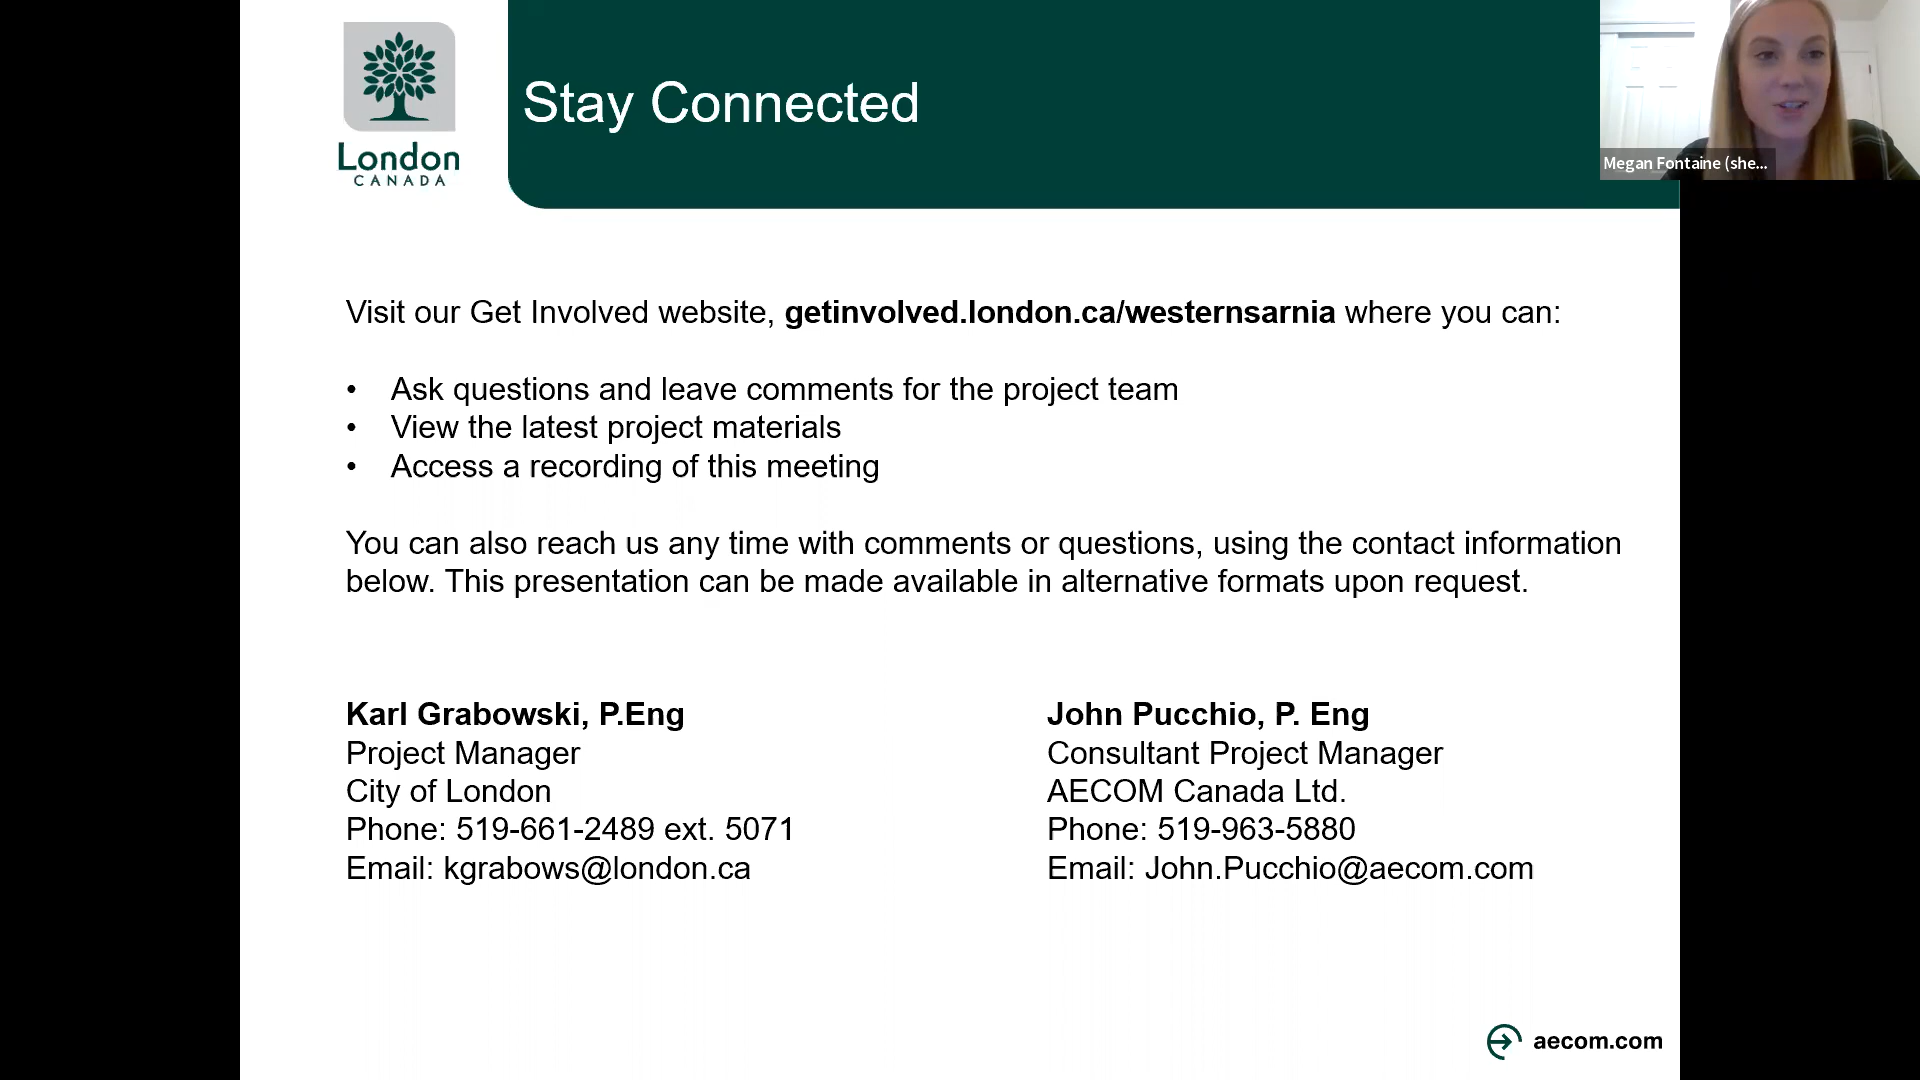 London
CANADA
Stay Connected
Megan Fontaine (she...
Visit our Get Involved website, getinvolved.london.ca/westernsarnia where you can:
• Ask questions and leave comments for the project team
• View the latest project materials
• Access a recording of this meeting
You can also reach us any time with comments or questions, using the contact information
below. This presentation can be made available in alternative formats upon request.
Karl Grabowski, P.Eng
Project Manager
City of London
Phone: 519-661-2489 ext. 5071
Email: kgrabows@london.ca
John Pucchio, P. Eng
Consultant Project Manager
AECOM Canada Ltd.
Phone: 519-963-5880
Email: John.Pucchio@aecom.com
aecom.com